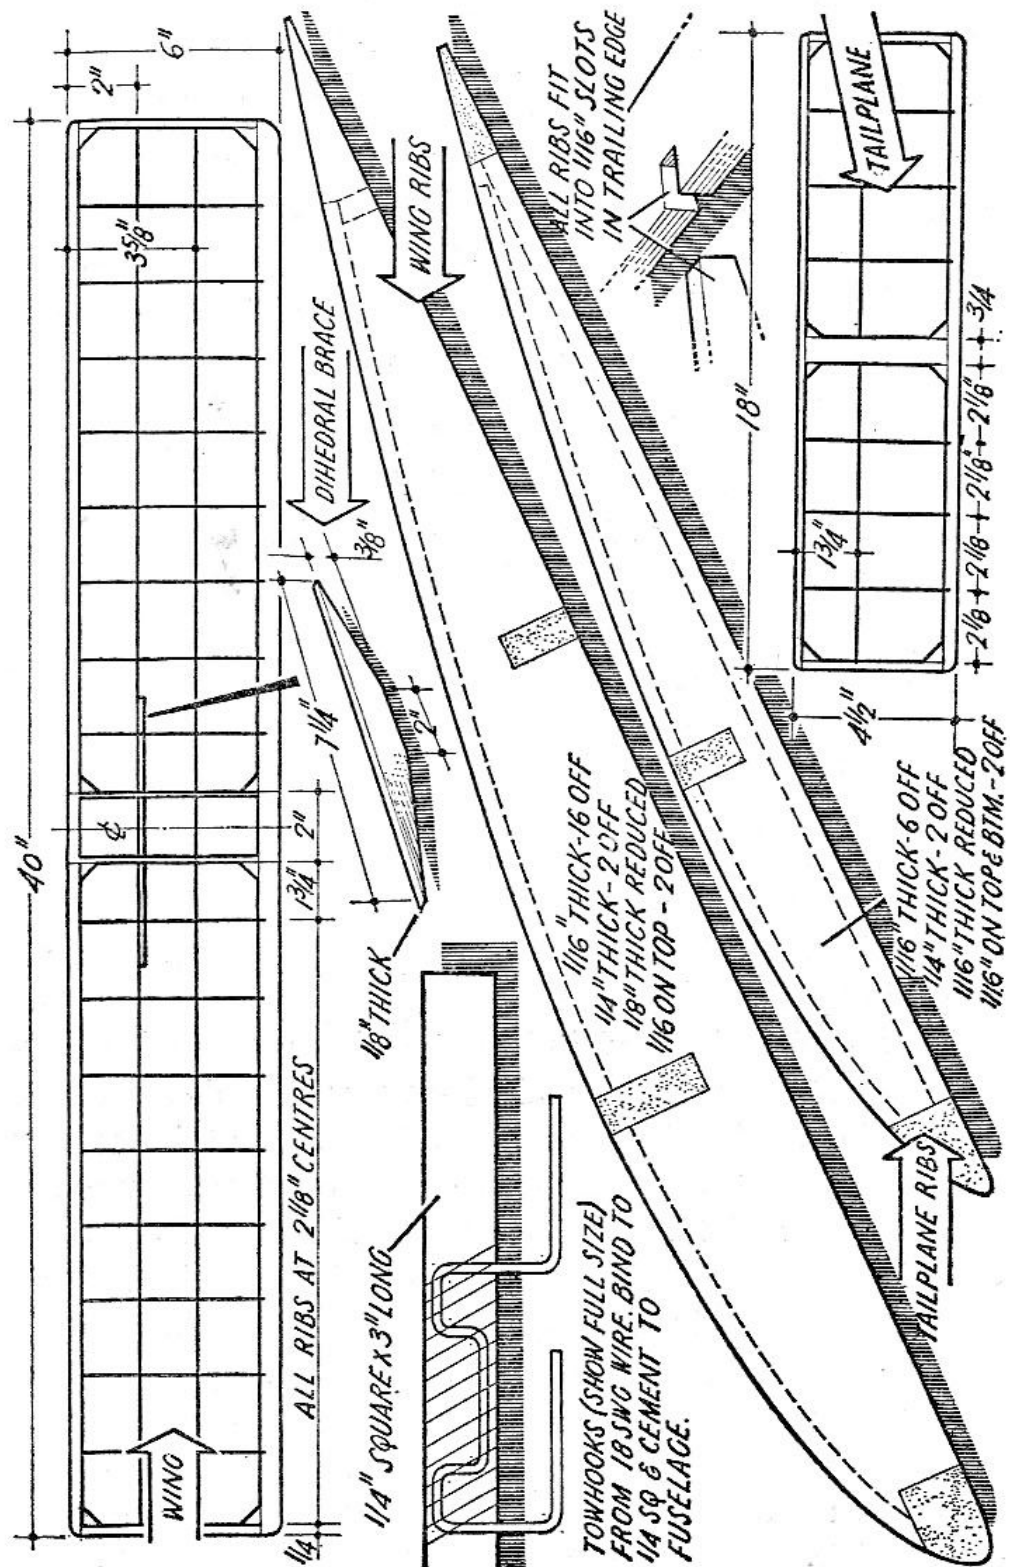 40"
6"
2"
3 5/8"
WING
ALL RIBS AT 2 1/8" CENTRES
1/4
1 3/4"
2"
℄
DIHEDRAL BRACE
3/8"
7 1/4"
2"
1/8" THICK
WING RIBS
1/16" THICK-16 OFF
1/4" THICK-2 OFF
1/8" THICK REDUCED
1/16 ON TOP - 2 OFF
1/4" SQUARE X 3" LONG
TOWHOOKS (SHOW FULL SIZE)
FROM 18 SWG WIRE. BIND TO
1/4 SQ & CEMENT TO
FUSELAGE.
ALL RIBS FIT
INTO 1/16" SLOTS
IN TRAILING EDGE
TAILPLANE
18"
1 3/4"
4 1/2"
2 1/8 + 2 1/8 + 2 1/8" + 2 1/8"
3/4
TAILPLANE RIBS
1/16" THICK-6 OFF
1/4" THICK-2 OFF
1/16" THICK REDUCED
1/16" ON TOP & BTM.-2 OFF